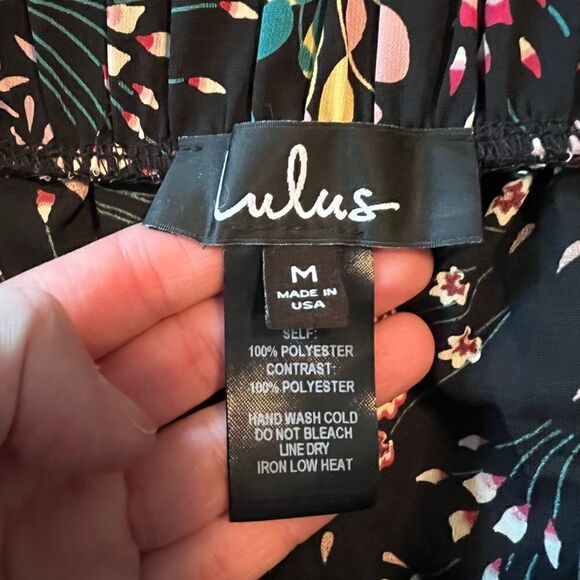 Lulus
M
MADE IN
USA
SELF:
100% POLYESTER
CONTRAST:
100% POLYESTER
HAND WASH COLD
DO NOT BLEACH
LINE DRY
IRON LOW HEAT